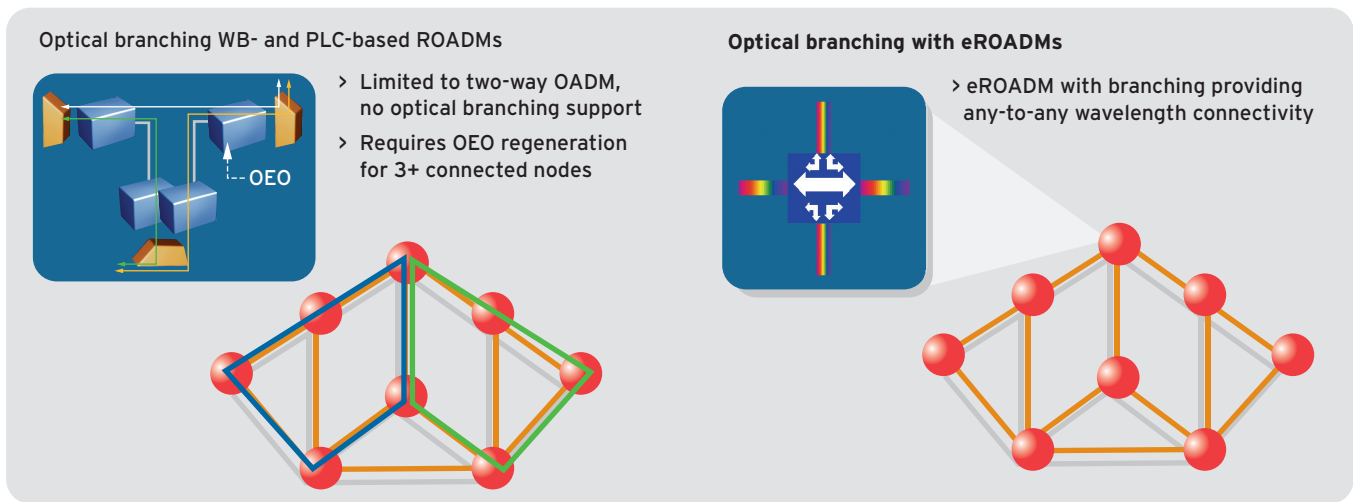 Optical branching WB- and PLC-based ROADMs
> Limited to two-way OADM,
no optical branching support
> Requires OEO regeneration
for 3+ connected nodes
OEO
Optical branching with eROADMs
> eROADM with branching providing
any-to-any wavelength connectivity